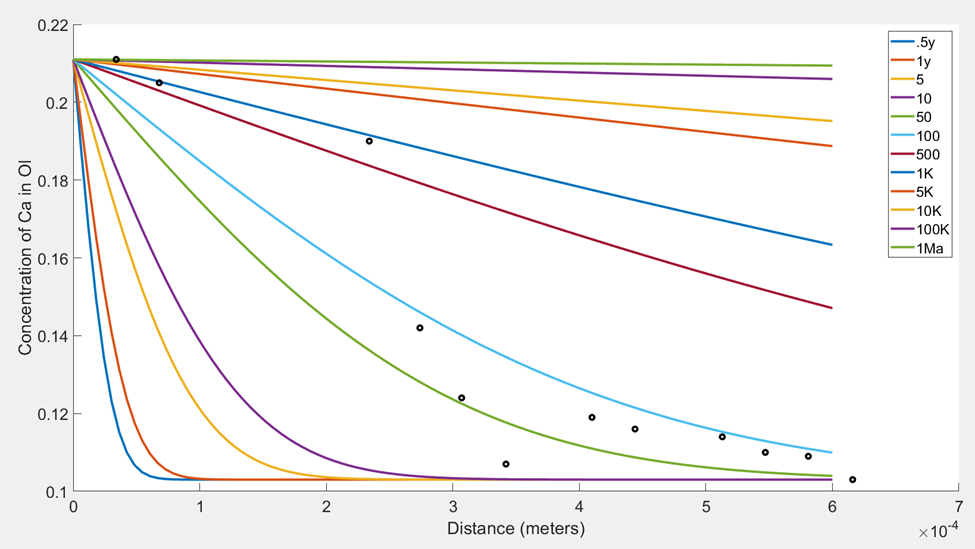 0.22
0.2
0.18
0.16
0.14
0.12
0.1
Concentration of Ca in Ol
0 1 2 3 4 5 6 7
Distance (meters)
×10⁻⁴
.5y
1y
5
10
50
100
500
1K
5K
10K
100K
1Ma